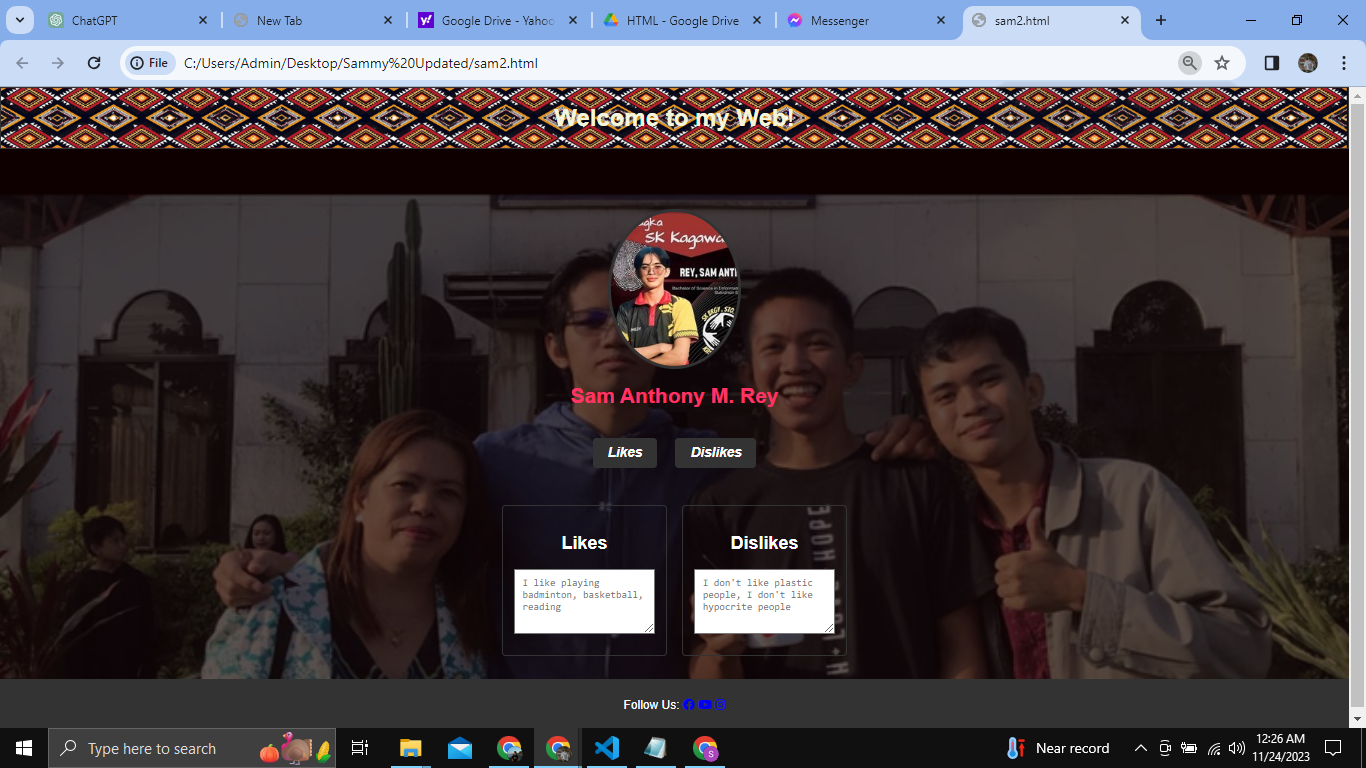 ChatGPT
New Tab
Google Drive - Yahoo
HTML - Google Drive
Messenger
sam2.html
File
C:/Users/Admin/Desktop/Sammy%20Updated/sam2.html
Welcome to my Web!
SK Kagawa
REY, SAM ANTH
Sam Anthony M. Rey
Likes
Dislikes
Likes
Dislikes
I like playing
badminton, basketball,
reading
I don't like plastic
people, I don't like
hypocrite people
Follow Us:
Type here to search
Near record
12:26 AM
11/24/2023